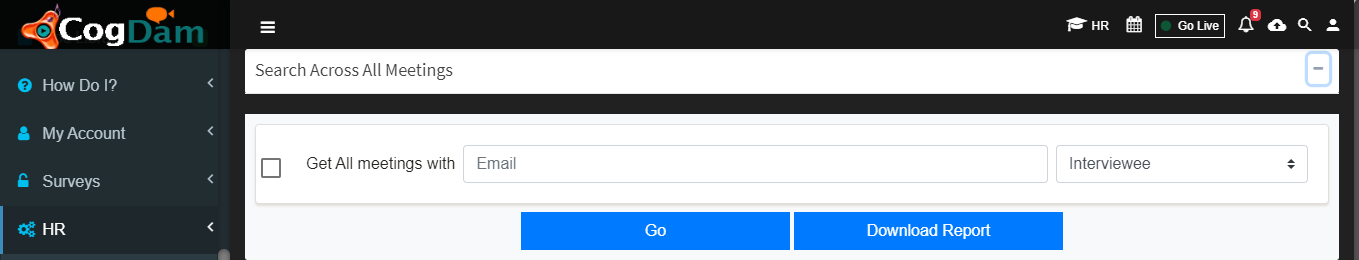 CogDam
HR
Go Live
9
Search Across All Meetings
How Do I?
My Account
Surveys
HR
Get All meetings with
Email
Interviewee
Go
Download Report